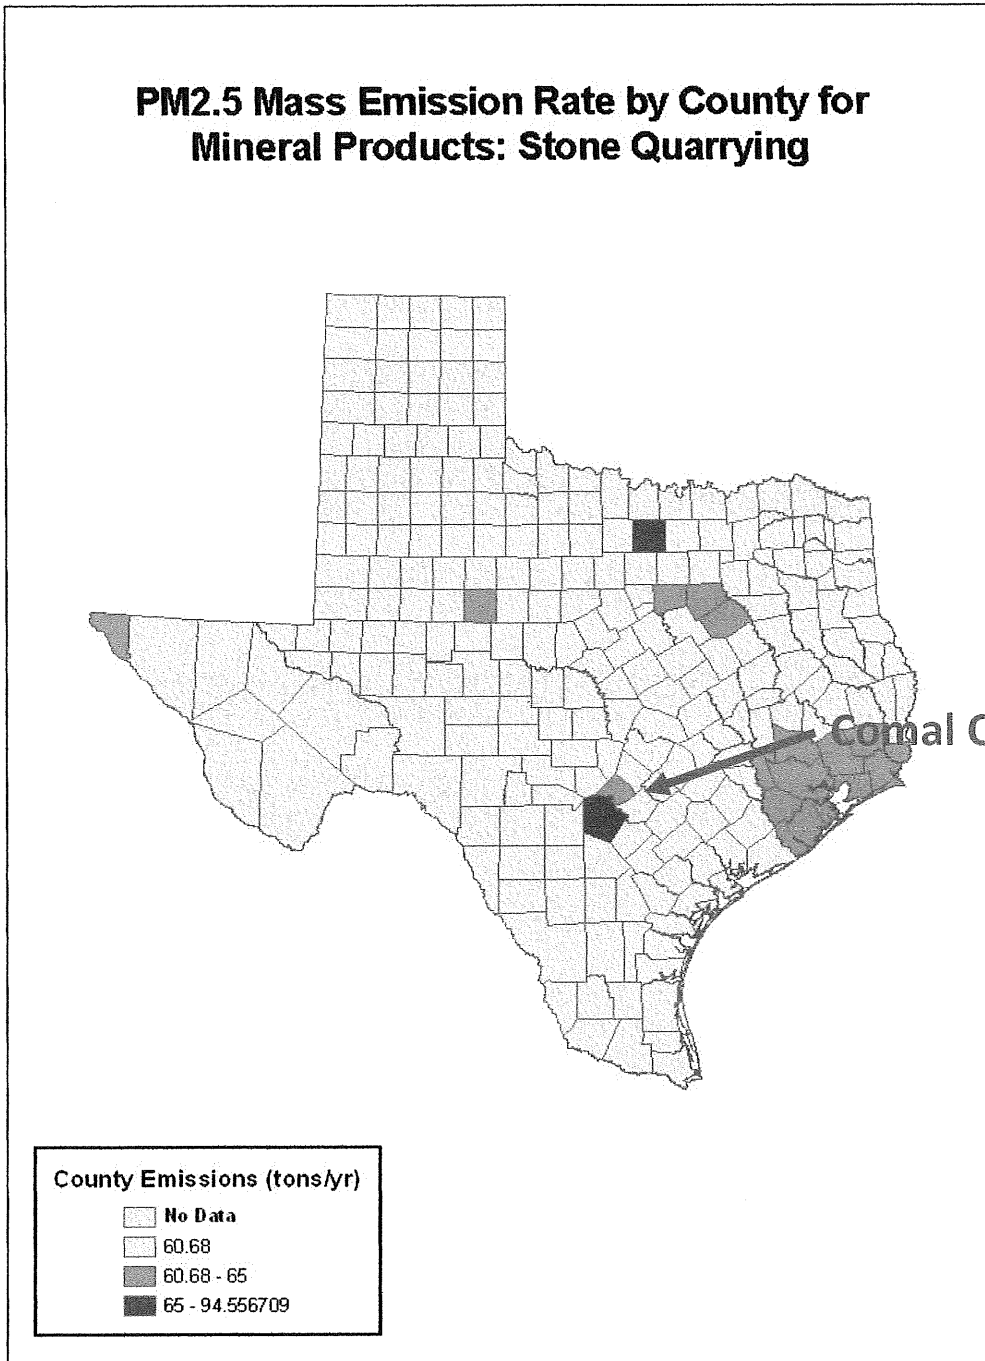 PM2.5 Mass Emission Rate by County for
Mineral Products: Stone Quarrying
Comal C
County Emissions (tons/yr)
No Data
60.68
60.68 - 65
65 - 94.556709